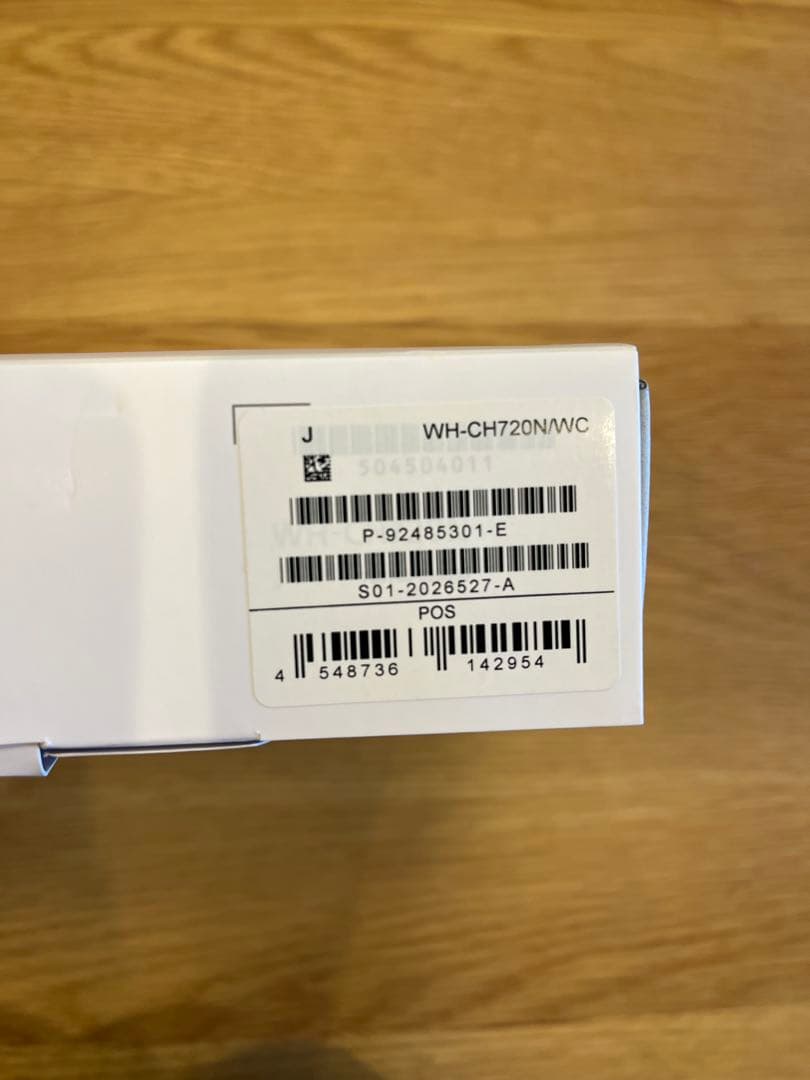 J WH-CH720N/WC
504504011
P-92485301-E
S01-2026527-A
POS
4 548736 142954